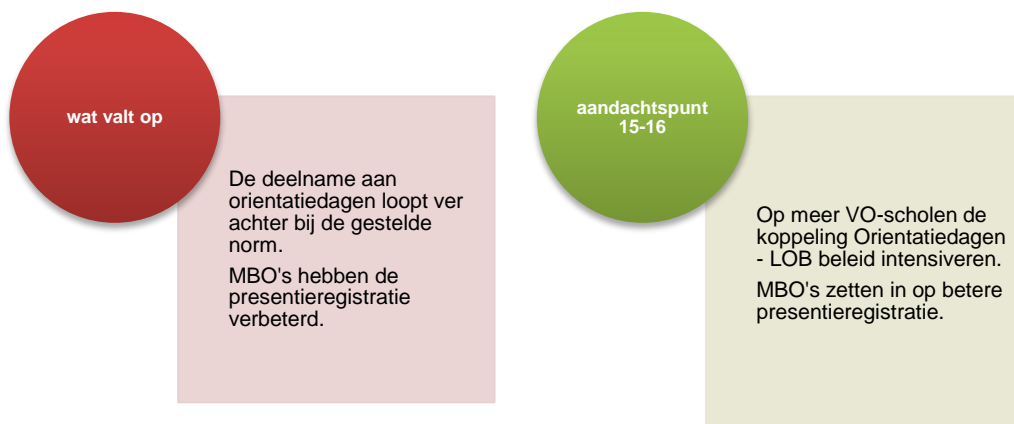 wat valt op
De deelname aan
orientatiedagen loopt ver
achter bij de gestelde
norm.
MBO's hebben de
presentieregistratie
verbeterd.
aandachtspunt
15-16
Op meer VO-scholen de
koppeling Orientatiedagen
- LOB beleid intensiveren.
MBO's zetten in op betere
presentieregistratie.